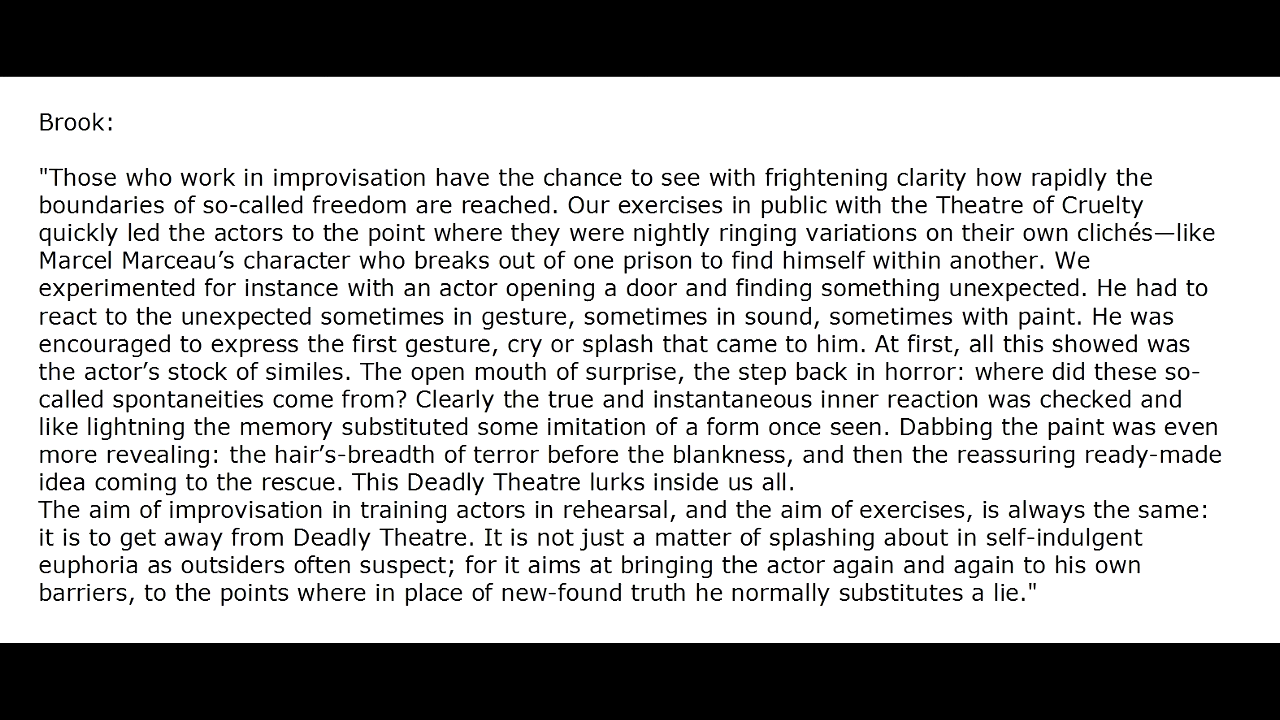 Brook:
"Those who work in improvisation have the chance to see with frightening clarity how rapidly the
boundaries of so-called freedom are reached. Our exercises in public with the Theatre of Cruelty
quickly led the actors to the point where they were nightly ringing variations on their own clichés—like
Marcel Marceau’s character who breaks out of one prison to find himself within another. We
experimented for instance with an actor opening a door and finding something unexpected. He had to
react to the unexpected sometimes in gesture, sometimes in sound, sometimes with paint. He was
encouraged to express the first gesture, cry or splash that came to him. At first, all this showed was
the actor’s stock of similes. The open mouth of surprise, the step back in horror: where did these so-
called spontaneities come from? Clearly the true and instantaneous inner reaction was checked and
like lightning the memory substituted some imitation of a form once seen. Dabbing the paint was even
more revealing: the hair’s-breadth of terror before the blankness, and then the reassuring ready-made
idea coming to the rescue. This Deadly Theatre lurks inside us all.
The aim of improvisation in training actors in rehearsal, and the aim of exercises, is always the same:
it is to get away from Deadly Theatre. It is not just a matter of splashing about in self-indulgent
euphoria as outsiders often suspect; for it aims at bringing the actor again and again to his own
barriers, to the points where in place of new-found truth he normally substitutes a lie."